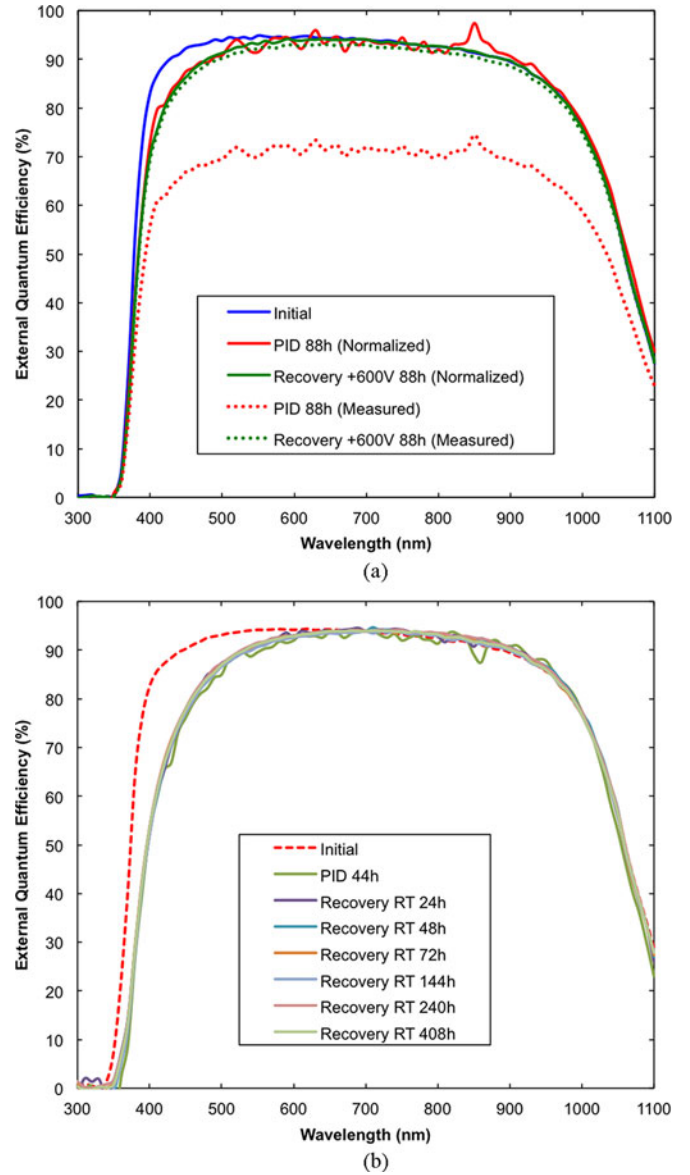 100
90
80
70
60
50
40
30
20
10
0
External Quantum Efficiency (%)
Initial
PID 88h (Normalized)
Recovery +600V 88h (Normalized)
PID 88h (Measured)
Recovery +600V 88h (Measured)
300 400 500 600 700 800 900 1000 1100
Wavelength (nm)
(a)
100
90
80
70
60
50
40
30
20
10
0
External Quantum Efficiency (%)
Initial
PID 44h
Recovery RT 24h
Recovery RT 48h
Recovery RT 72h
Recovery RT 144h
Recovery RT 240h
Recovery RT 408h
300 400 500 600 700 800 900 1000 1100
Wavelength (nm)
(b)